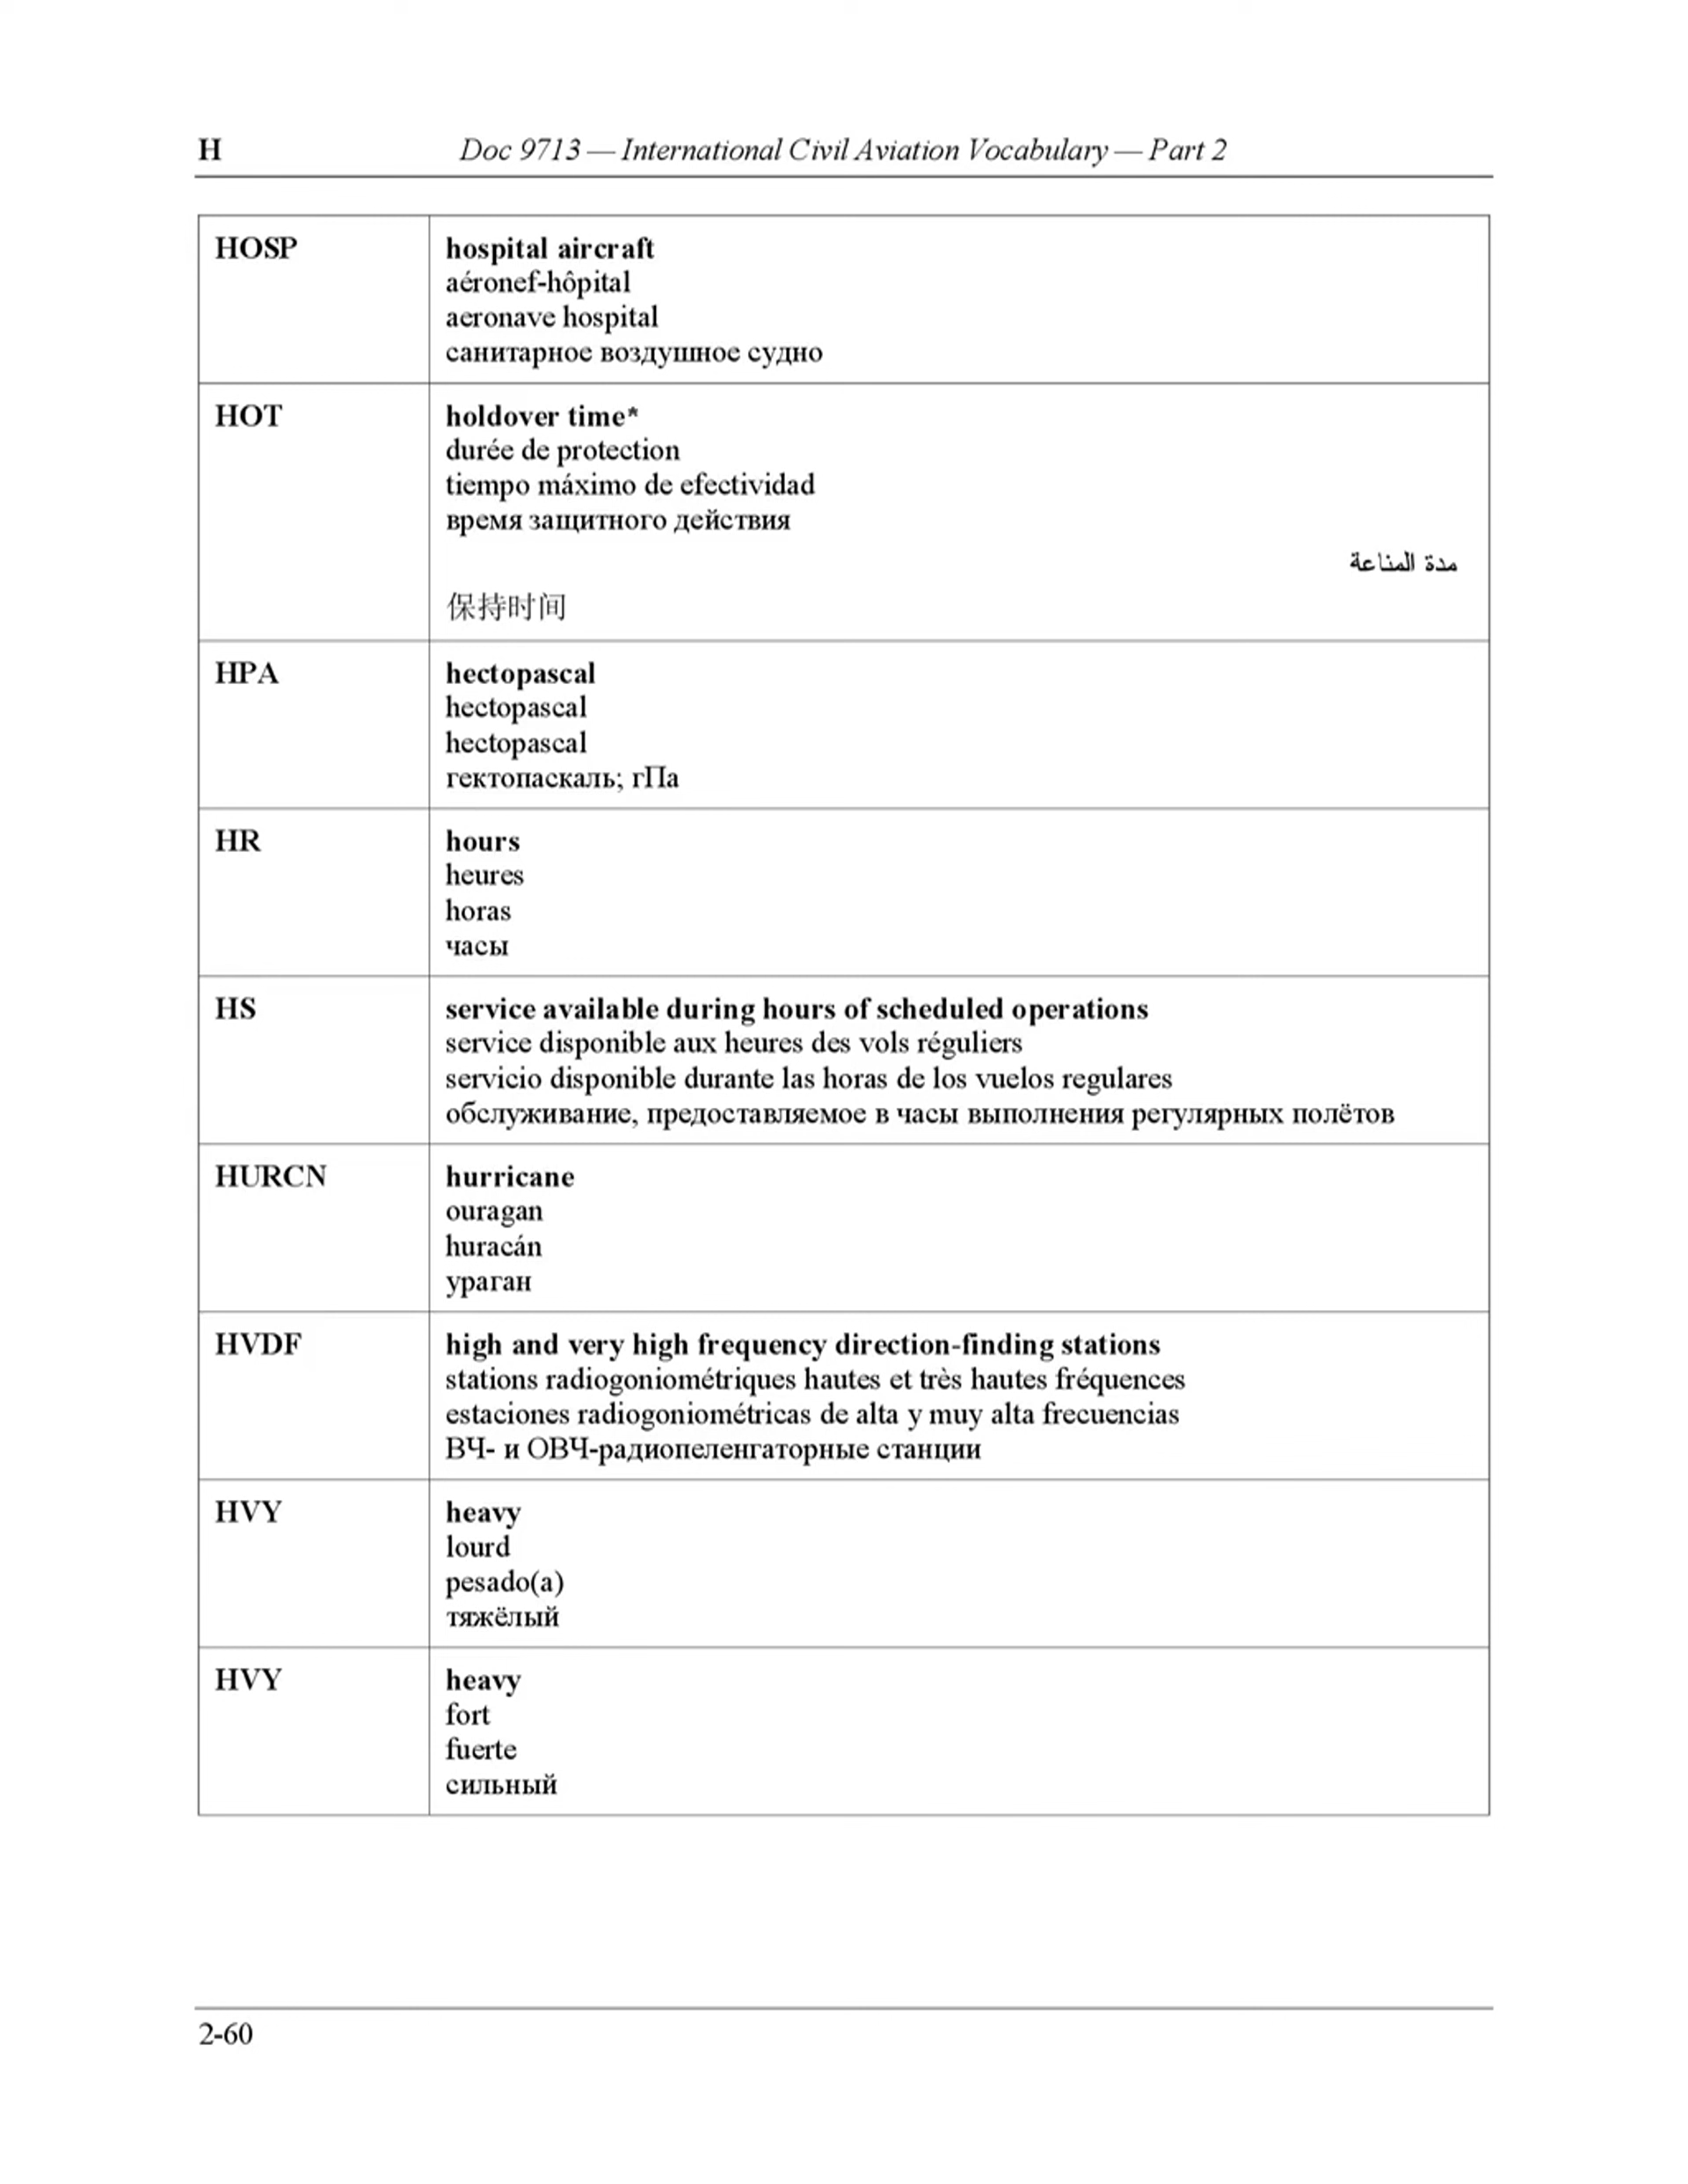 H Doc 9713 — International Civil Aviation Vocabulary — Part 2
HOSP hospital aircraft
aéronef-hôpital
aeronave hospital
санитарное воздушное судно
HOT holdover time*
durée de protection
tiempo máximo de efectividad
время защитного действия
مدة المناعة
保持时间
HPA hectopascal
hectopascal
hectopascal
гектопаскаль; гПа
HR hours
heures
horas
часы
HS service available during hours of scheduled operations
service disponible aux heures des vols réguliers
servicio disponible durante las horas de los vuelos regulares
обслуживание, предоставляемое в часы выполнения регулярных полётов
HURCN hurricane
ouragan
huracán
ураган
HVDF high and very high frequency direction-finding stations
stations radiogoniométriques hautes et très hautes fréquences
estaciones radiogoniométricas de alta y muy alta frecuencias
ВЧ- и ОВЧ-радиопеленгаторные станции
HVY heavy
lourd
pesado(a)
тяжёлый
HVY heavy
fort
fuerte
сильный
2-60